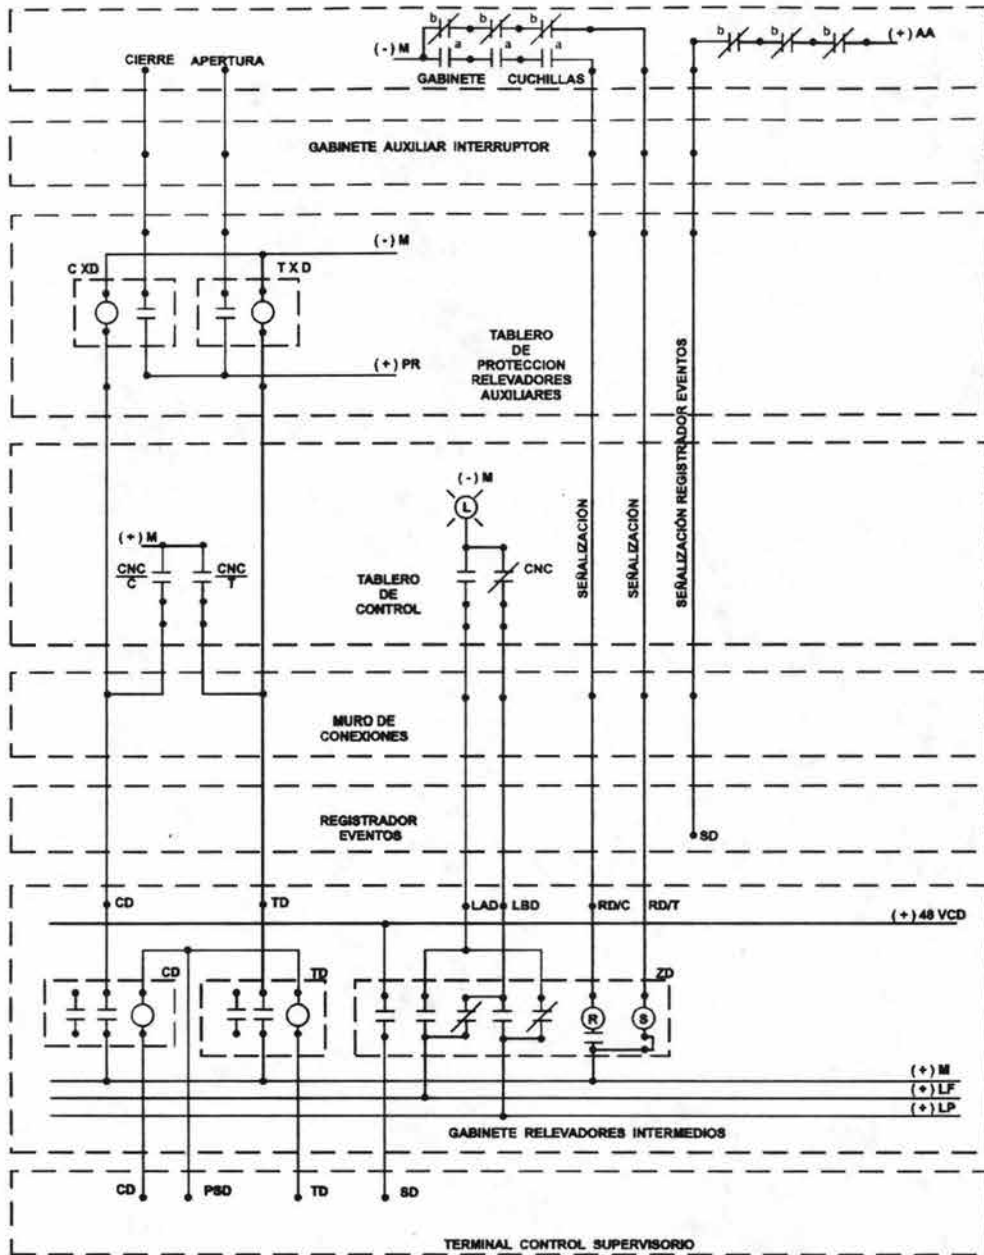 b b b
(-) M
a a a
GABINETE CUCHILLAS
b b b
(+) AA
CIERRE APERTURA
GABINETE AUXILIAR INTERRUPTOR
(-) M
C XD
T X D
(+) PR
TABLERO
DE
PROTECCION
RELEVADORES
AUXILIARES
SEÑALIZACIÓN
SEÑALIZACIÓN
SEÑALIZACIÓN REGISTRADOR EVENTOS
(-) M
L
(+) M
CNC
C
CNC
T
CNC
TABLERO
DE
CONTROL
MURO DE
CONEXIONES
REGISTRADOR
EVENTOS
SD
CD
TD
LAD
LBD
RD/C
RD/T
(+) 48 VCD
CD
TD
ZD
R
S
(+) M
(+) LF
(+) LP
GABINETE RELEVADORES INTERMEDIOS
CD
PSD
TD
SD
TERMINAL CONTROL SUPERVISORIO